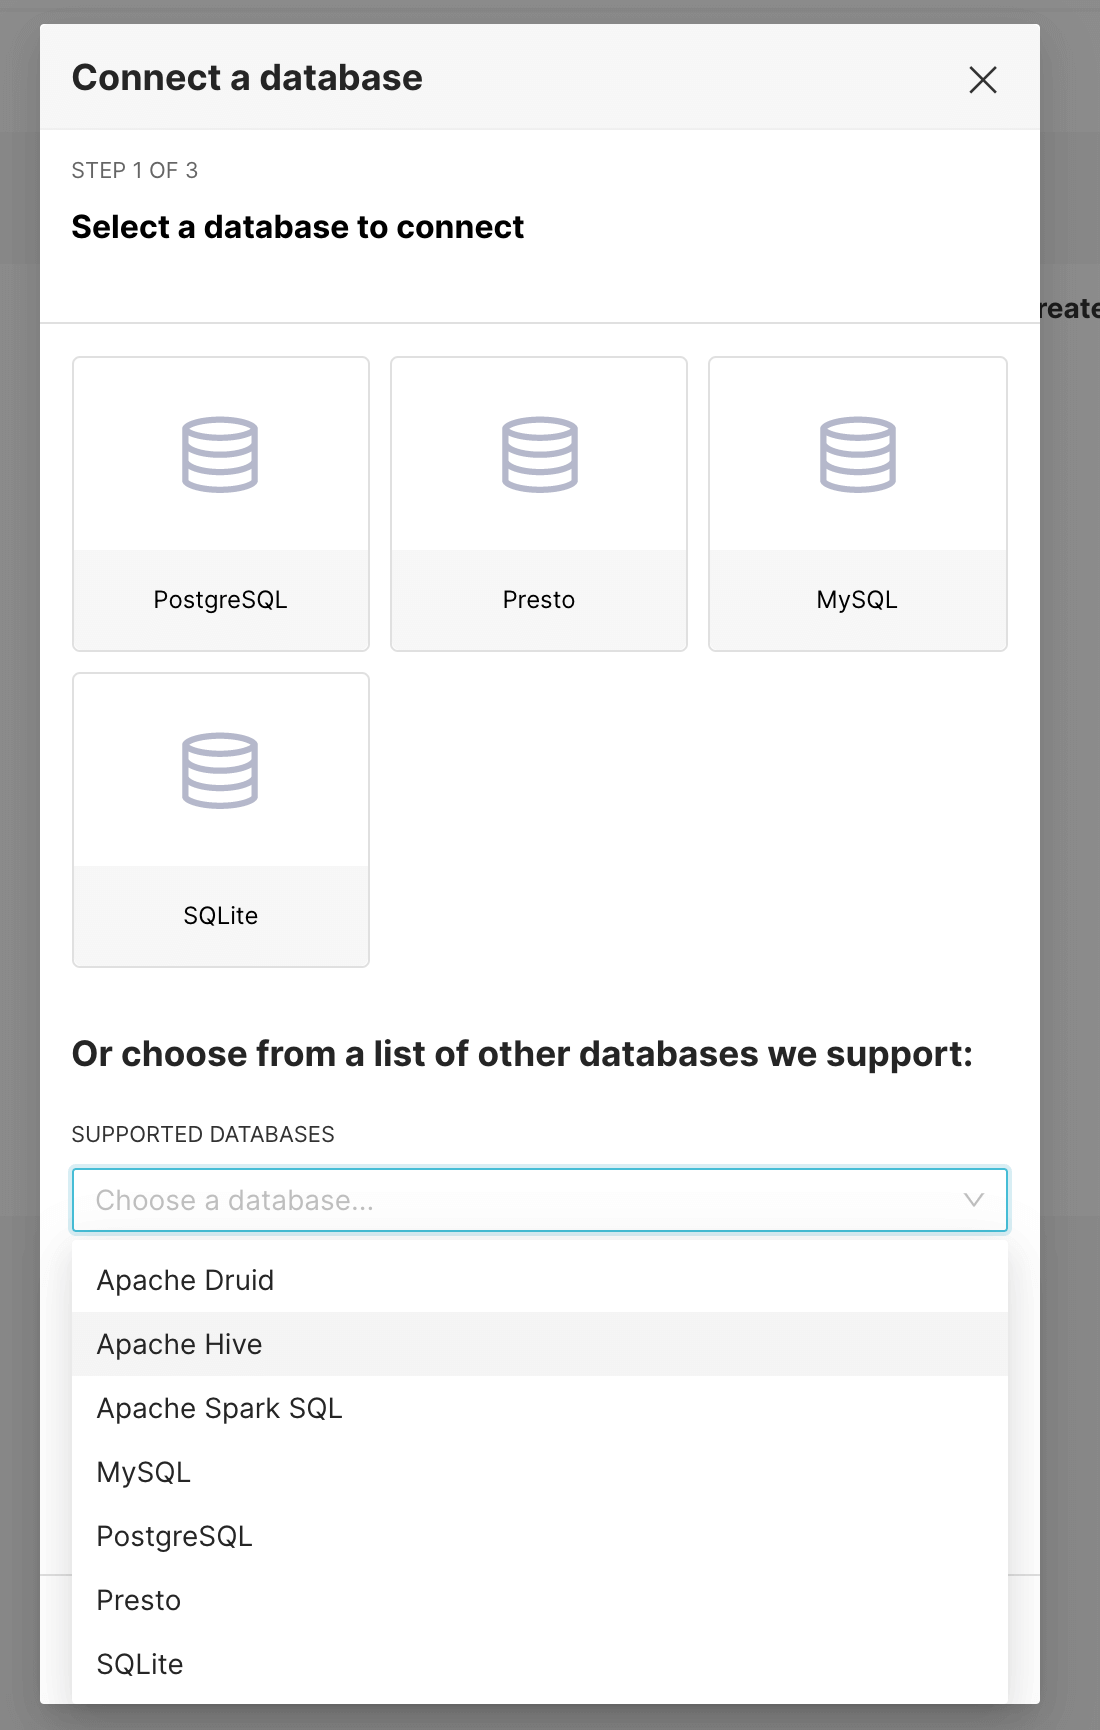 Connect a database
STEP 1 OF 3
Select a database to connect
PostgreSQL
Presto
MySQL
SQLite
Or choose from a list of other databases we support:
SUPPORTED DATABASES
Choose a database...
Apache Druid
Apache Hive
Apache Spark SQL
MySQL
PostgreSQL
Presto
SQLite